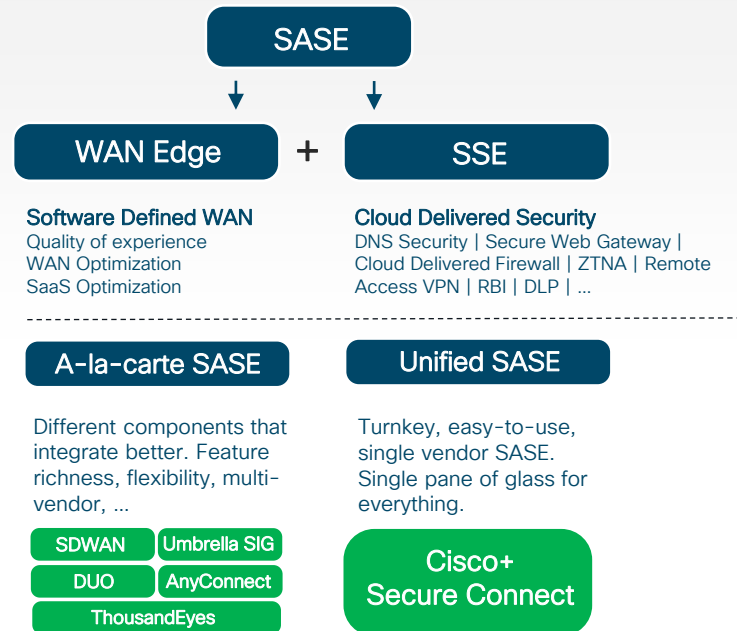 SASE
WAN Edge
+
SSE
Software Defined WAN
Quality of experience
WAN Optimization
SaaS Optimization
Cloud Delivered Security
DNS Security | Secure Web Gateway |
Cloud Delivered Firewall | ZTNA | Remote
Access VPN | RBI | DLP | ...
A-la-carte SASE
Different components that
integrate better. Feature
richness, flexibility, multi-
vendor, ...
SDWAN
Umbrella SIG
DUO
AnyConnect
ThousandEyes
Unified SASE
Turnkey, easy-to-use,
single vendor SASE.
Single pane of glass for
everything.
Cisco+
Secure Connect